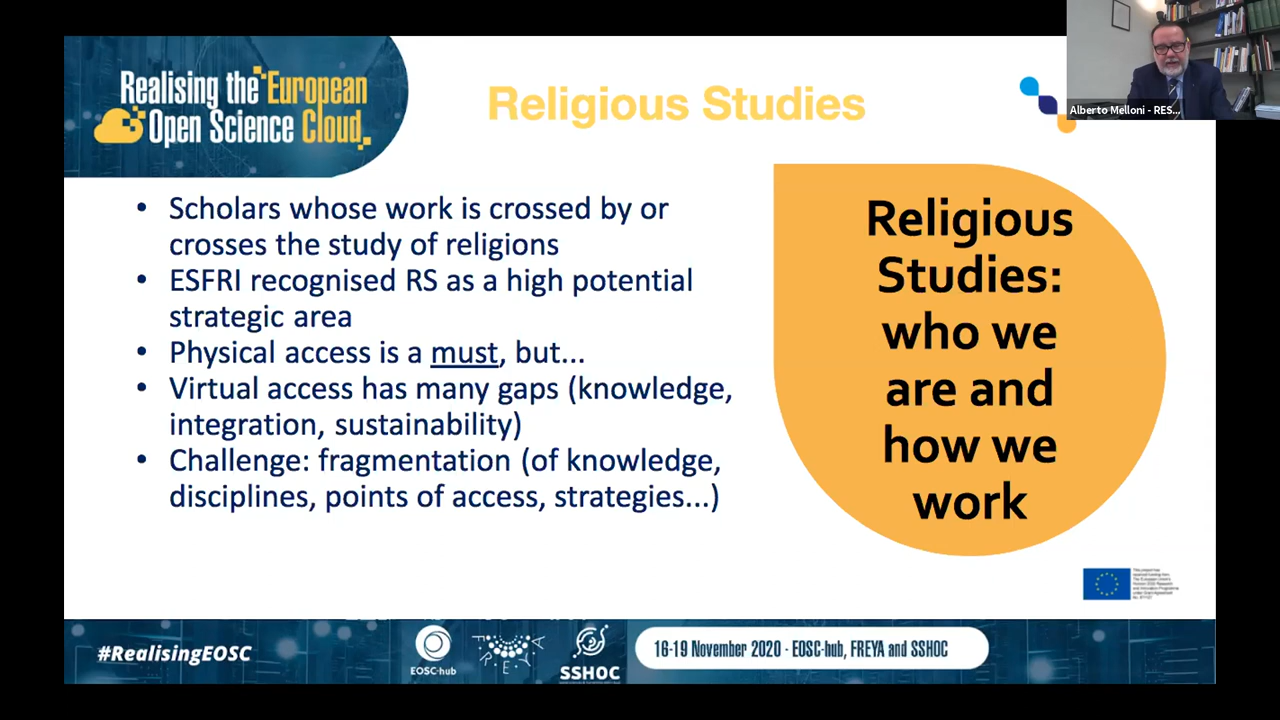 Realising the European
Open Science Cloud
Religious Studies
Alberto Melloni - RES...
• Scholars whose work is crossed by or
crosses the study of religions
• ESFRI recognised RS as a high potential
strategic area
• Physical access is a must, but...
• Virtual access has many gaps (knowledge,
integration, sustainability)
• Challenge: fragmentation (of knowledge,
disciplines, points of access, strategies...)
Religious
Studies:
who we
are and
how we
work
#RealisingEOSC
EOSC-hub
FREYA
SSHOC
16-19 November 2020 - EOSC-hub, FREYA and SSHOC